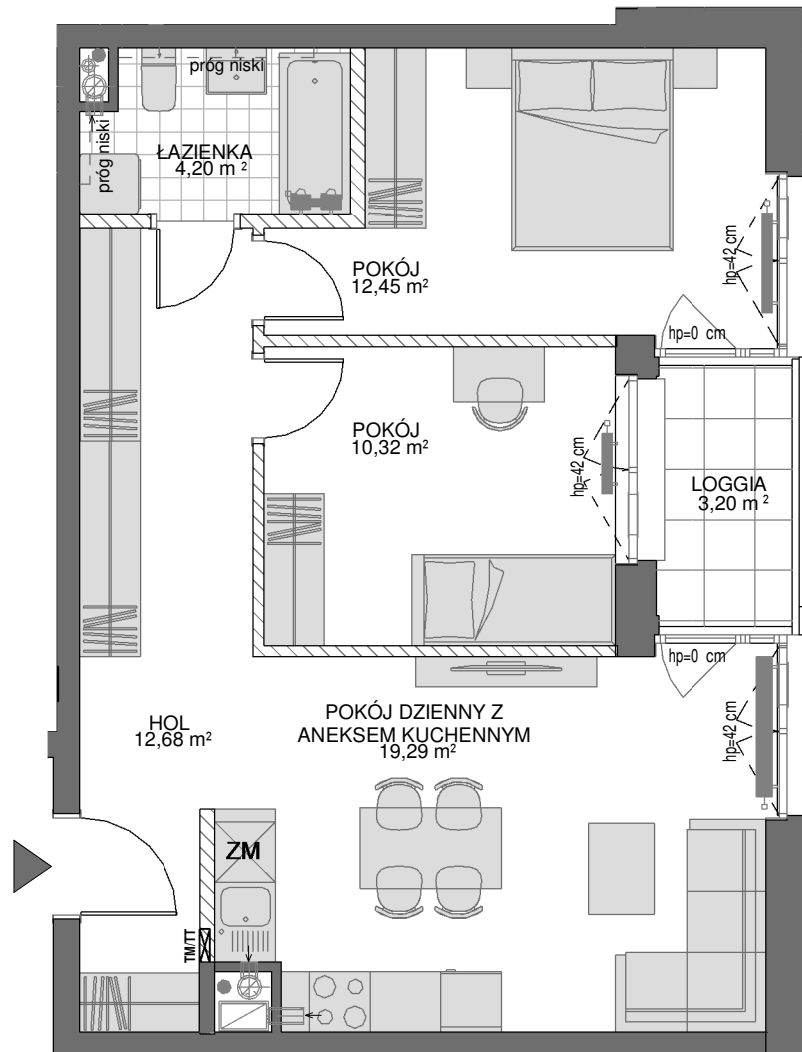 próg niski
próg niski
ŁAZIENKA
4,20 m²
POKÓJ
12,45 m²
hp=42 cm
hp=0 cm
POKÓJ
10,32 m²
hp=42 cm
LOGGIA
3,20 m²
hp=0 cm
HOL
12,68 m²
POKÓJ DZIENNY Z
ANEKSEM KUCHENNYM
19,29 m²
hp=42 cm
ZM
TM/TT